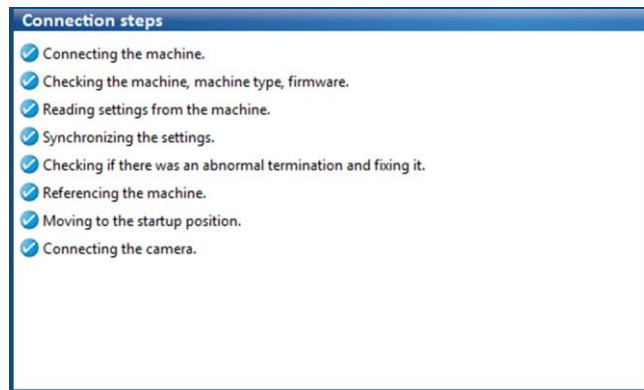 Connection steps
Connecting the machine.
Checking the machine, machine type, firmware.
Reading settings from the machine.
Synchronizing the settings.
Checking if there was an abnormal termination and fixing it.
Referencing the machine.
Moving to the startup position.
Connecting the camera.